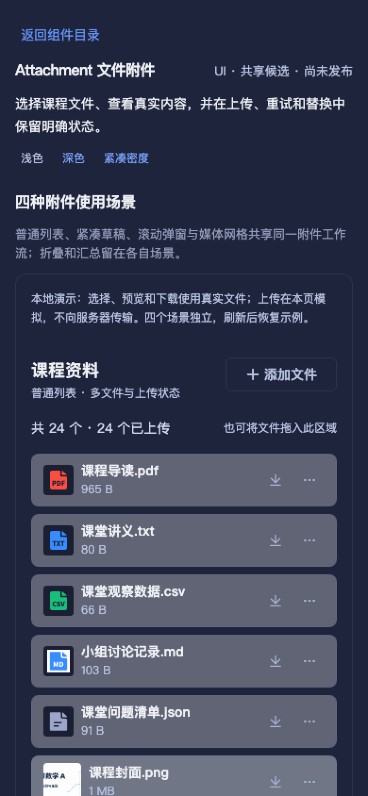 返回组件目录
Attachment 文件附件
UI · 共享候选 · 尚未发布
选择课程文件、查看真实内容，并在上传、重试和替换中
保留明确状态。
浅色 深色 紧凑密度
四种附件使用场景
普通列表、紧凑草稿、滚动弹窗与媒体网格共享同一附件工作
流；折叠和汇总留在各自场景。
本地演示：选择、预览和下载使用真实文件；上传在本页模
拟，不向服务器传输。四个场景独立，刷新后恢复示例。
课程资料
普通列表 · 多文件与上传状态
+ 添加文件
共 24 个 · 24 个已上传
也可将文件拖入此区域
PDF
课程导读.pdf
965 B
TXT
课堂讲义.txt
80 B
CSV
课堂观察数据.csv
66 B
MD
小组讨论记录.md
103 B
课堂问题清单.json
91 B
数学 A
课程封面.png
1 MB